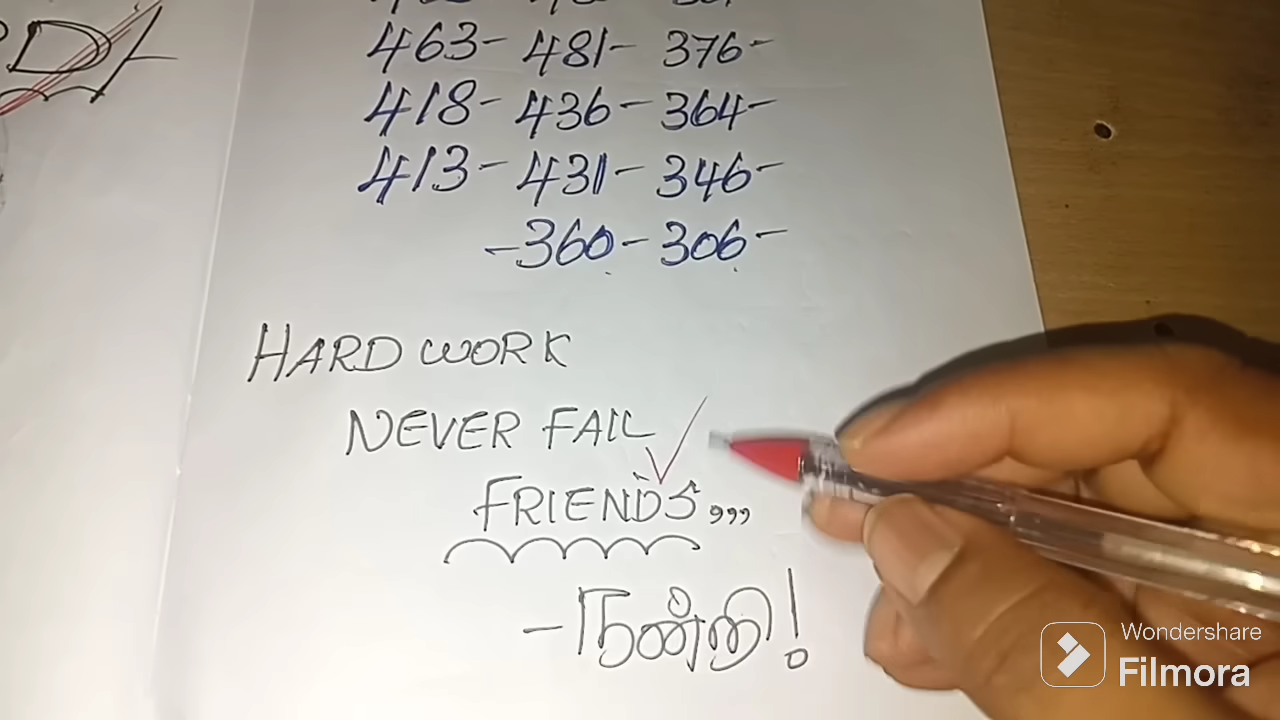 463- 481- 376-
418- 436- 364-
413- 431- 346-
-360- 306-
HARD WORK
NEVER FAIL
FRIENDS,,,
-நன்றி!
Wondershare
Filmora